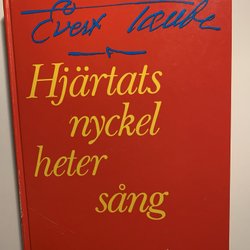 Evert Taube
Hjärtats
nyckel
heter
sång